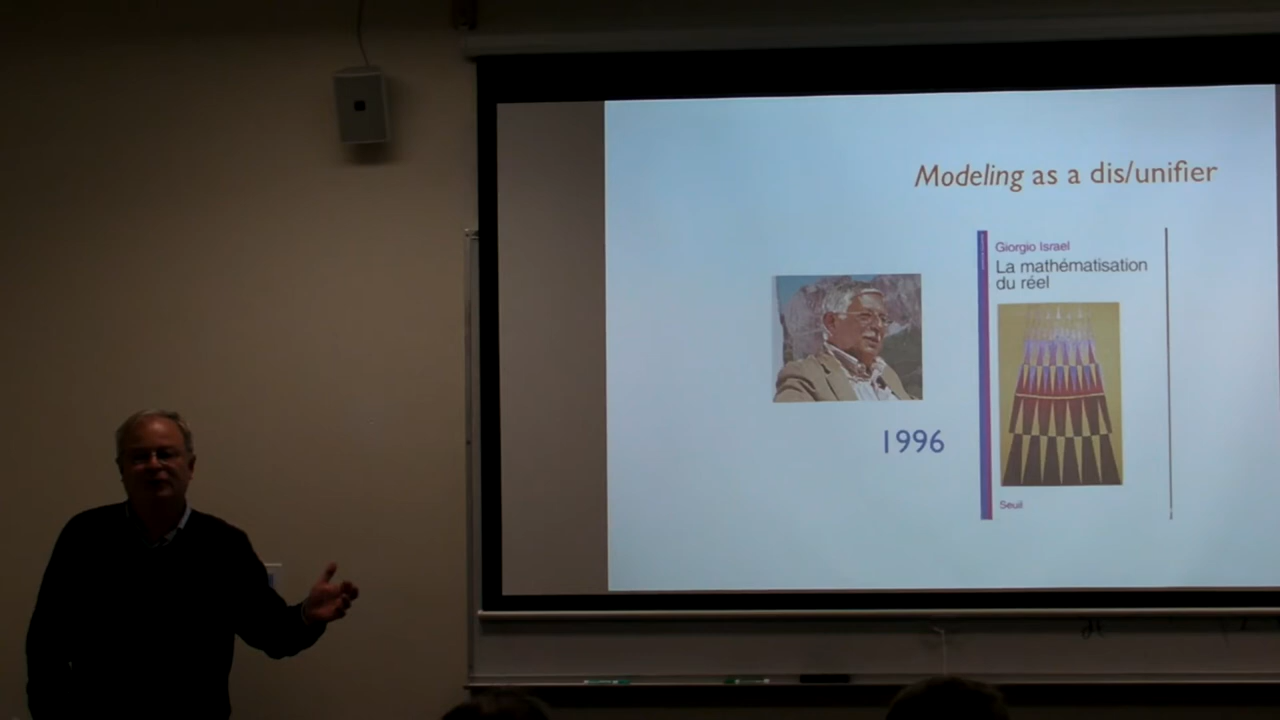 Modeling as a dis/unifier
Giorgio Israel
La mathématisation
du réel
1996
Seuil